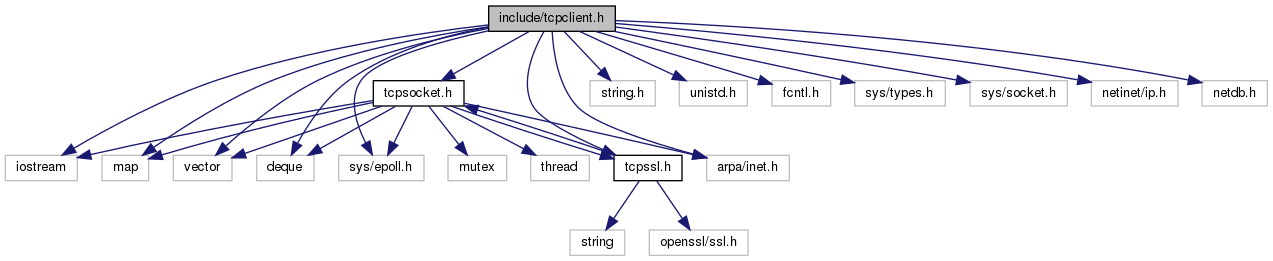 include/tcpclient.h
tcpsocket.h
string.h
unistd.h
fcntl.h
sys/types.h
sys/socket.h
netinet/ip.h
netdb.h
iostream
map
vector
deque
sys/epoll.h
mutex
thread
tcpssl.h
arpa/inet.h
string
openssl/ssl.h